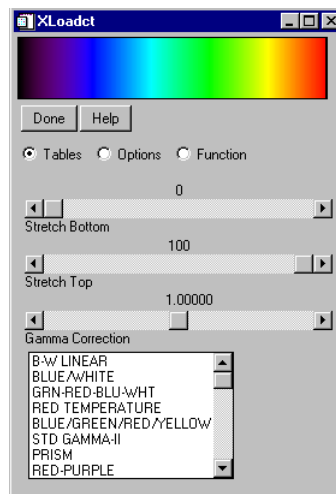 XLoadct
Done Help
Tables Options Function
0
Stretch Bottom
100
Stretch Top
1.00000
Gamma Correction
B-W LINEAR
BLUE/WHITE
GRN-RED-BLU-WHT
RED TEMPERATURE
BLUE/GREEN/RED/YELLOW
STD GAMMA-II
PRISM
RED-PURPLE